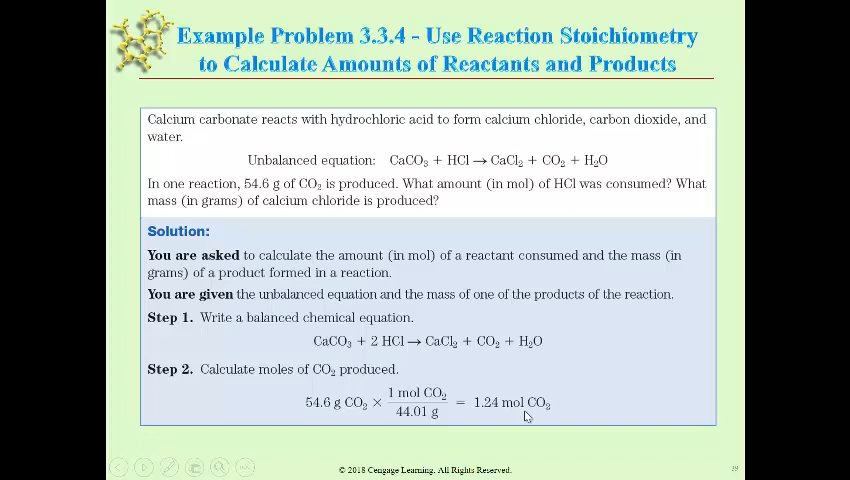 Example Problem 3.3.4 - Use Reaction Stoichiometry
to Calculate Amounts of Reactants and Products
Calcium carbonate reacts with hydrochloric acid to form calcium chloride, carbon dioxide, and
water.
Unbalanced equation: CaCO₃ + HCl → CaCl₂ + CO₂ + H₂O
In one reaction, 54.6 g of CO₂ is produced. What amount (in mol) of HCl was consumed? What
mass (in grams) of calcium chloride is produced?
Solution:
You are asked to calculate the amount (in mol) of a reactant consumed and the mass (in
grams) of a product formed in a reaction.
You are given the unbalanced equation and the mass of one of the products of the reaction.
Step 1. Write a balanced chemical equation.
CaCO₃ + 2 HCl → CaCl₂ + CO₂ + H₂O
Step 2. Calculate moles of CO₂ produced.
1 mol CO₂
54.6 g CO₂ × = 1.24 mol CO₂
44.01 g
© 2018 Cengage Learning. All Rights Reserved.
39